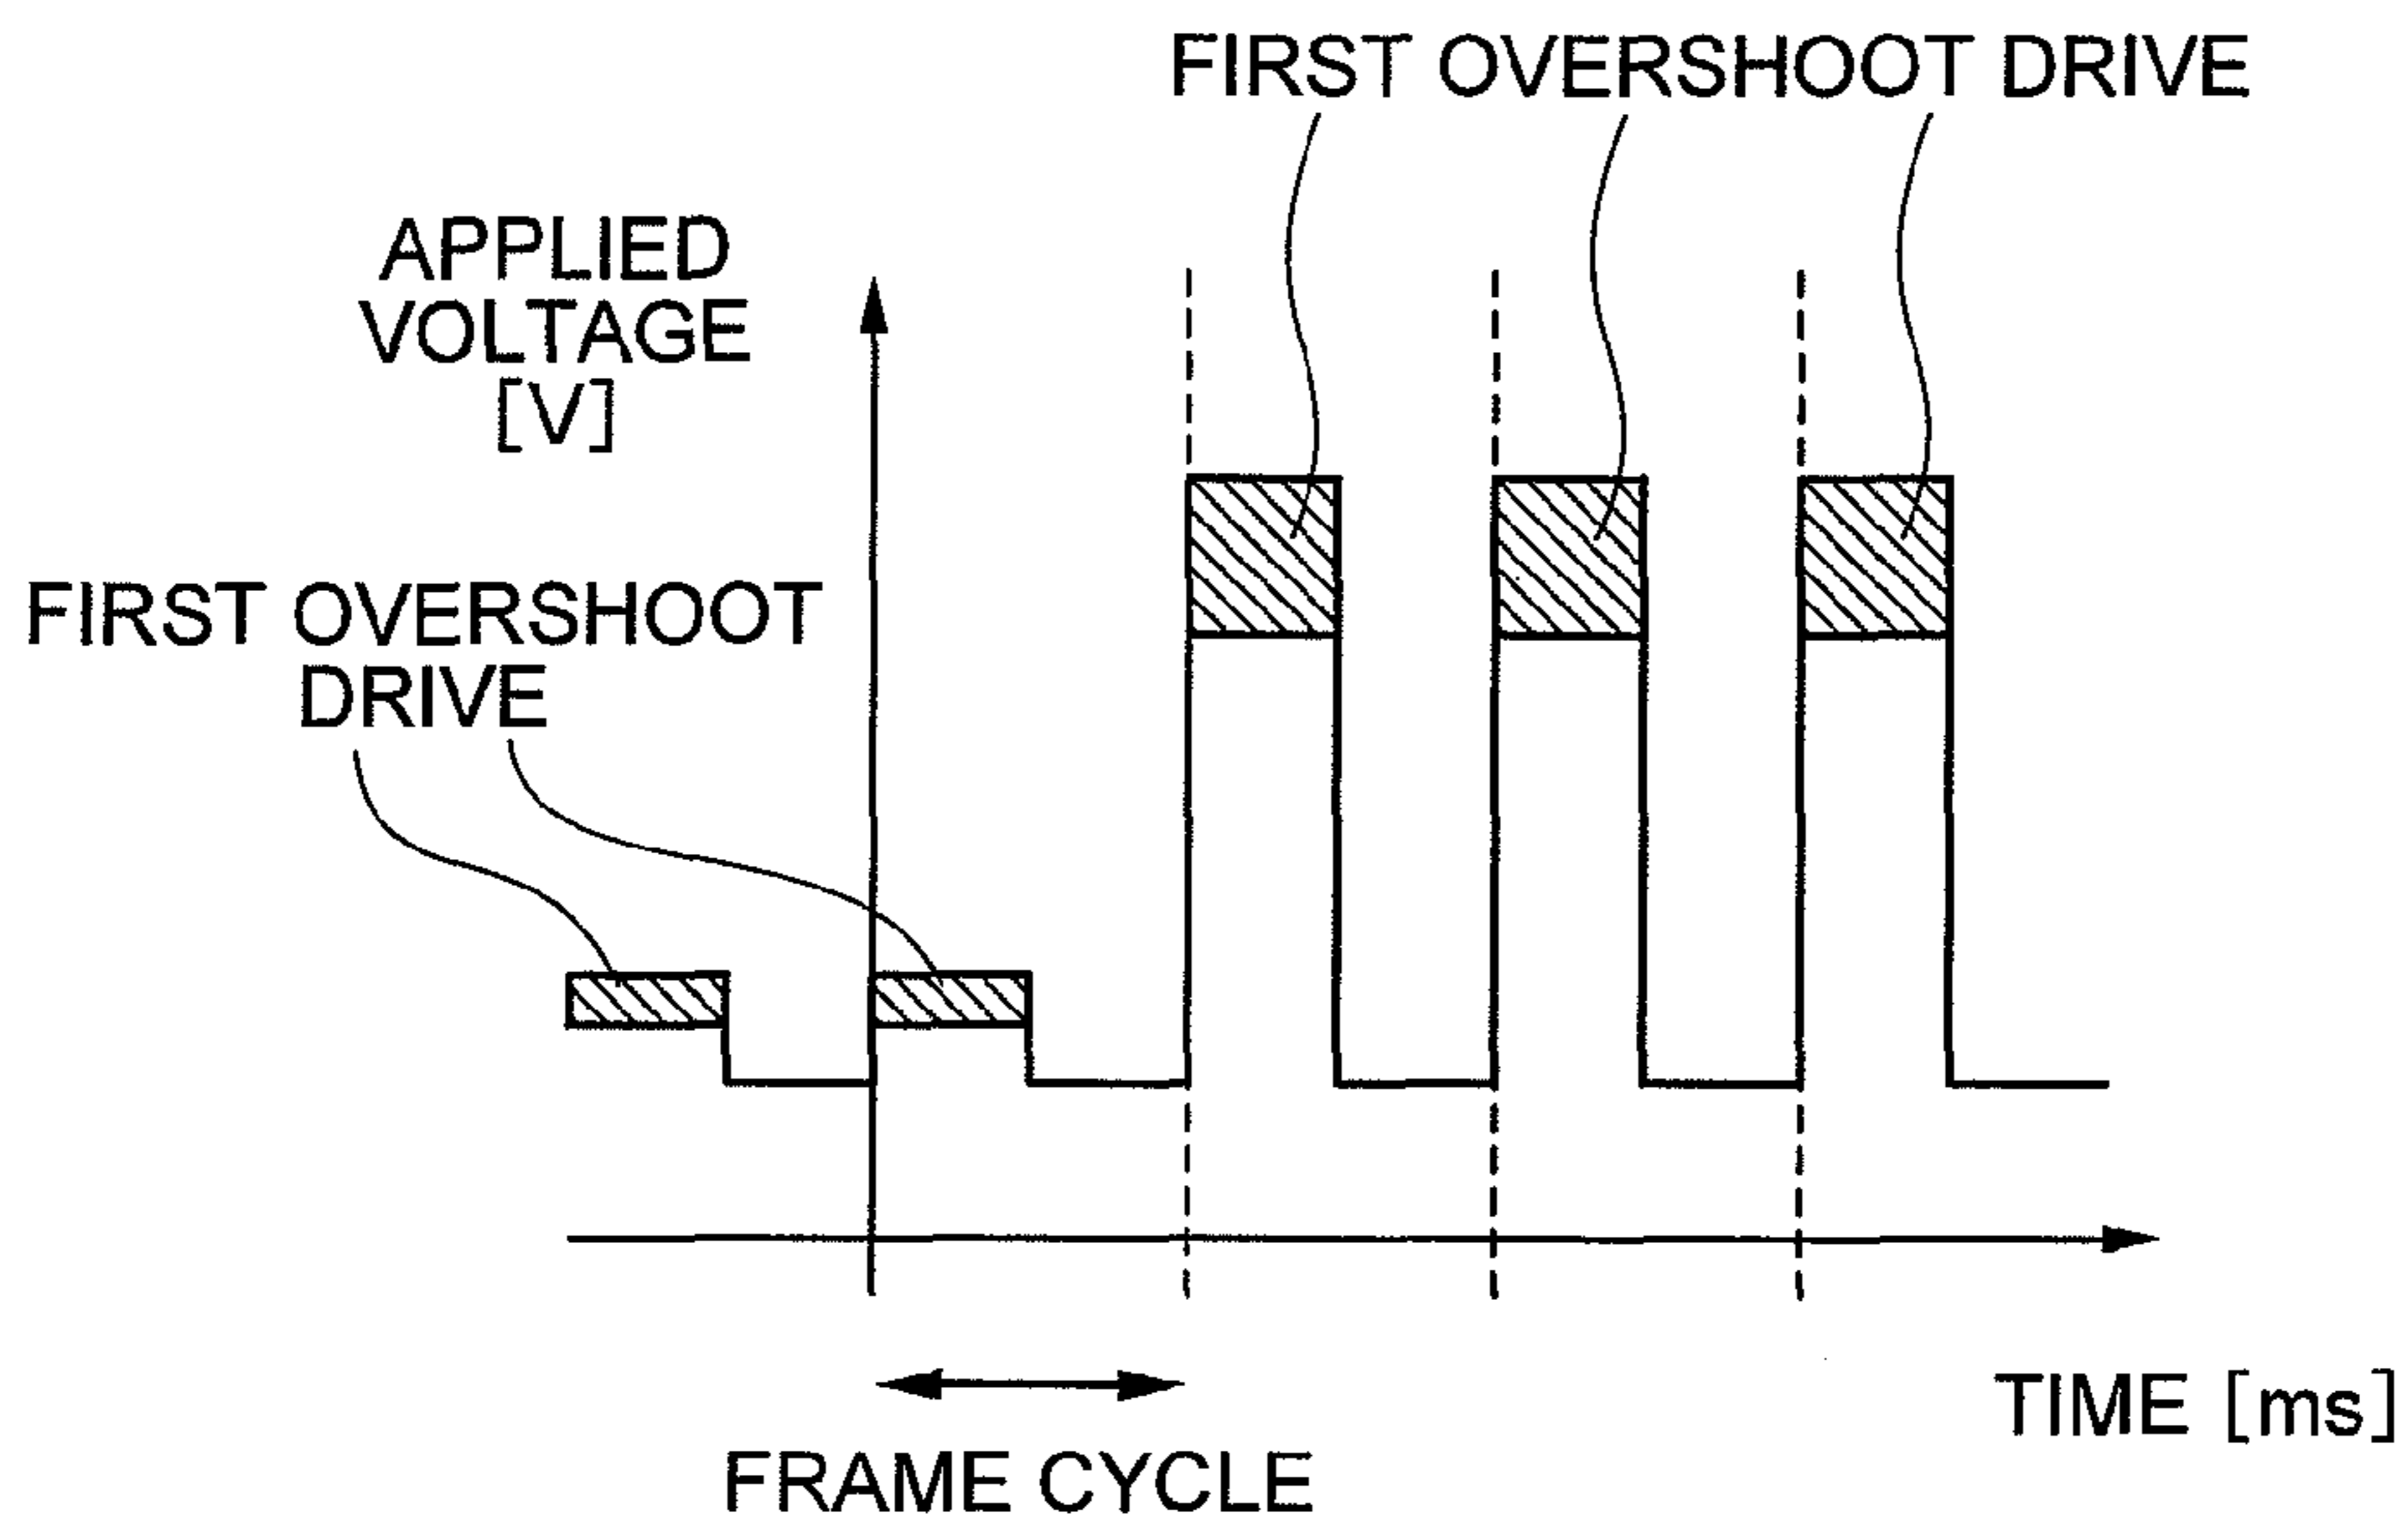 FIRST OVERSHOOT DRIVE
APPLIED
VOLTAGE
[V]
FIRST OVERSHOOT
DRIVE
TIME [ms]
FRAME CYCLE